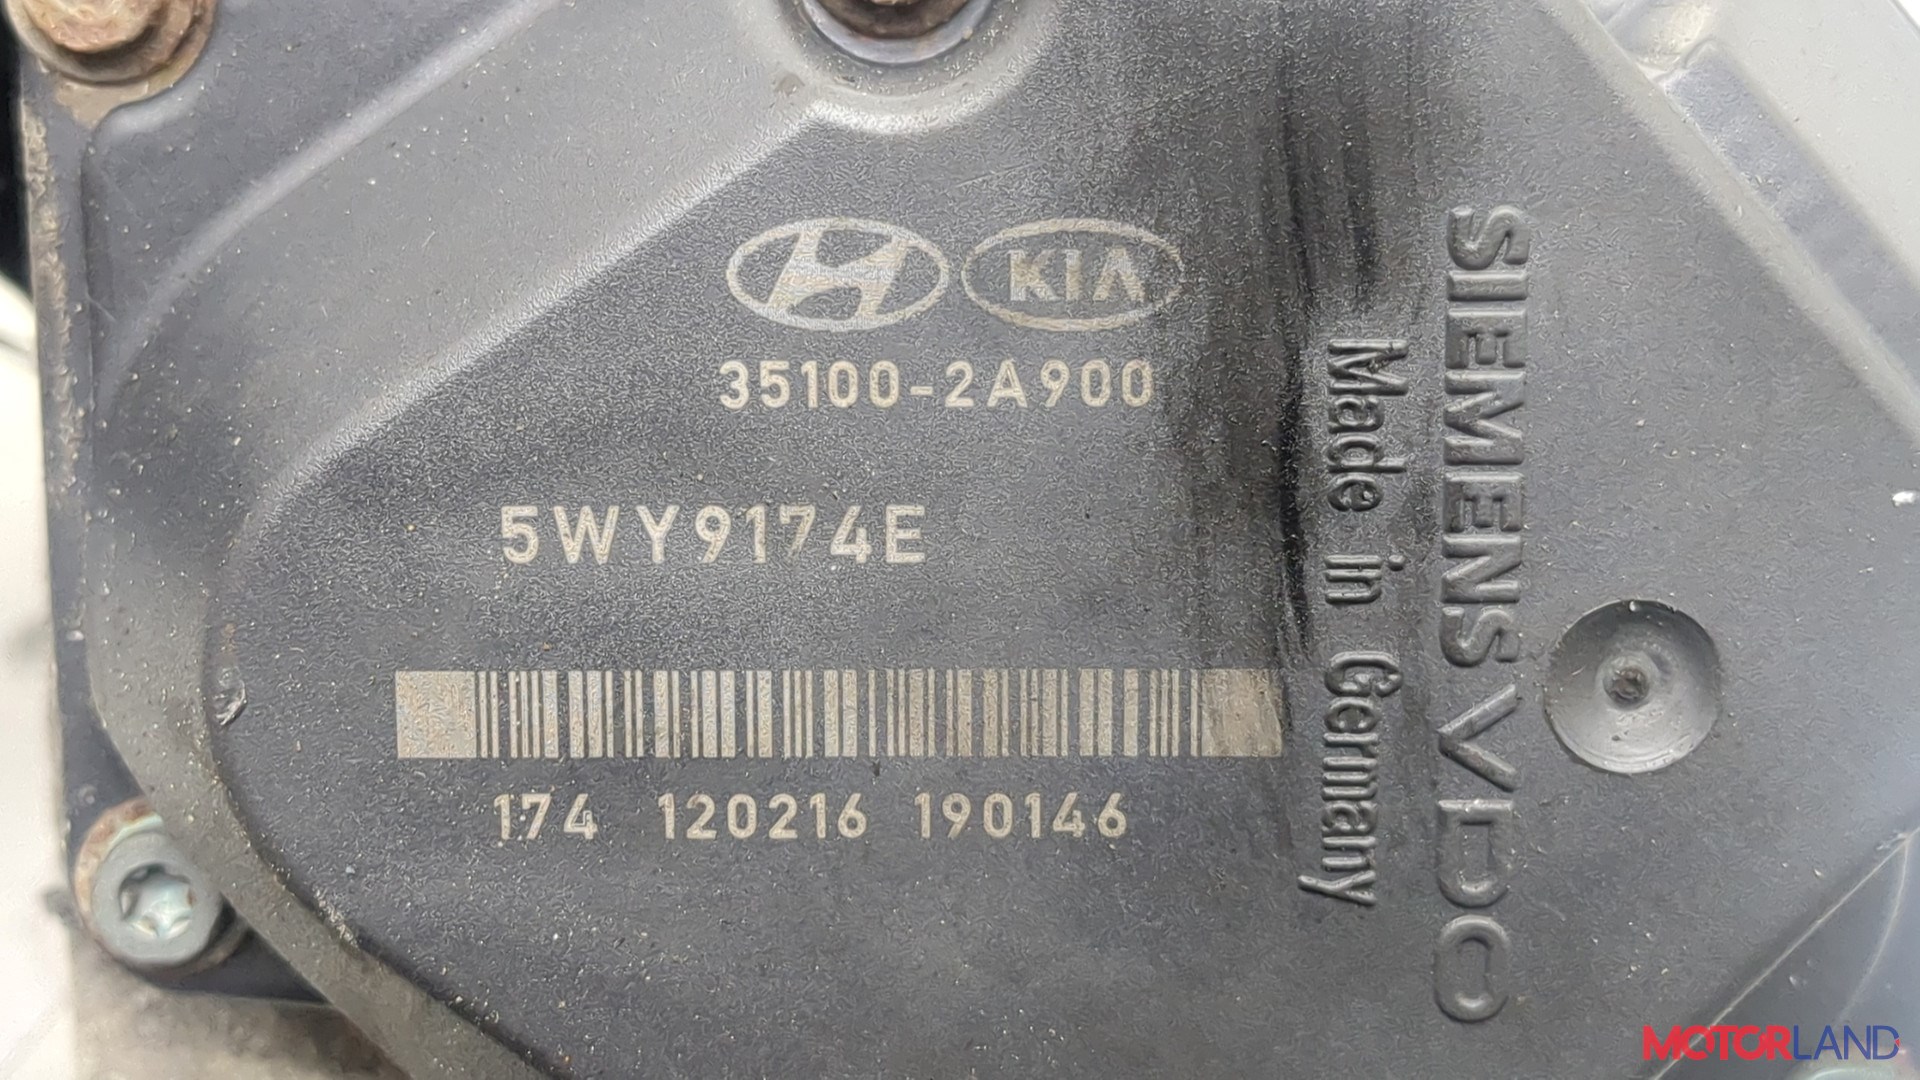 KIA
35100-2A900
5WY9174E
174 120216 190146
Made in Germany
SIEMENS VDO
MOTORLAND